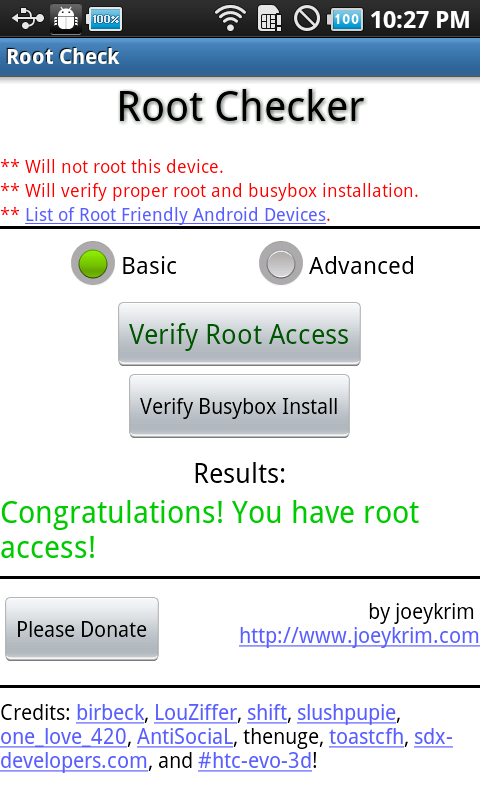 100% 100 10:27 PM
Root Check
Root Checker
** Will not root this device.
** Will verify proper root and busybox installation.
** List of Root Friendly Android Devices.
Basic Advanced
Verify Root Access
Verify Busybox Install
Results:
Congratulations! You have root
access!
Please Donate
by joeykrim
http://www.joeykrim.com
Credits: birbeck, LouZiffer, shift, slushpupie,
one_love_420, AntiSociaL, thenuge, toastcfh, sdx-
developers.com, and #htc-evo-3d!